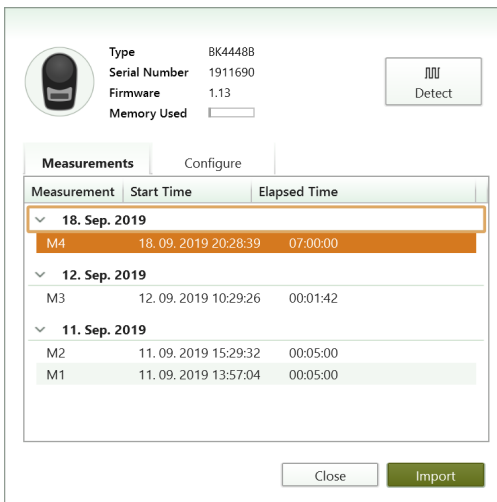 Type BK4448B
Serial Number 1911690
Firmware 1.13
Memory Used
Detect
Measurements Configure
Measurement Start Time Elapsed Time
18. Sep. 2019
M4 18. 09. 2019 20:28:39 07:00:00
12. Sep. 2019
M3 12. 09. 2019 10:29:26 00:01:42
11. Sep. 2019
M2 11. 09. 2019 15:29:32 00:05:00
M1 11. 09. 2019 13:57:04 00:05:00
Close Import